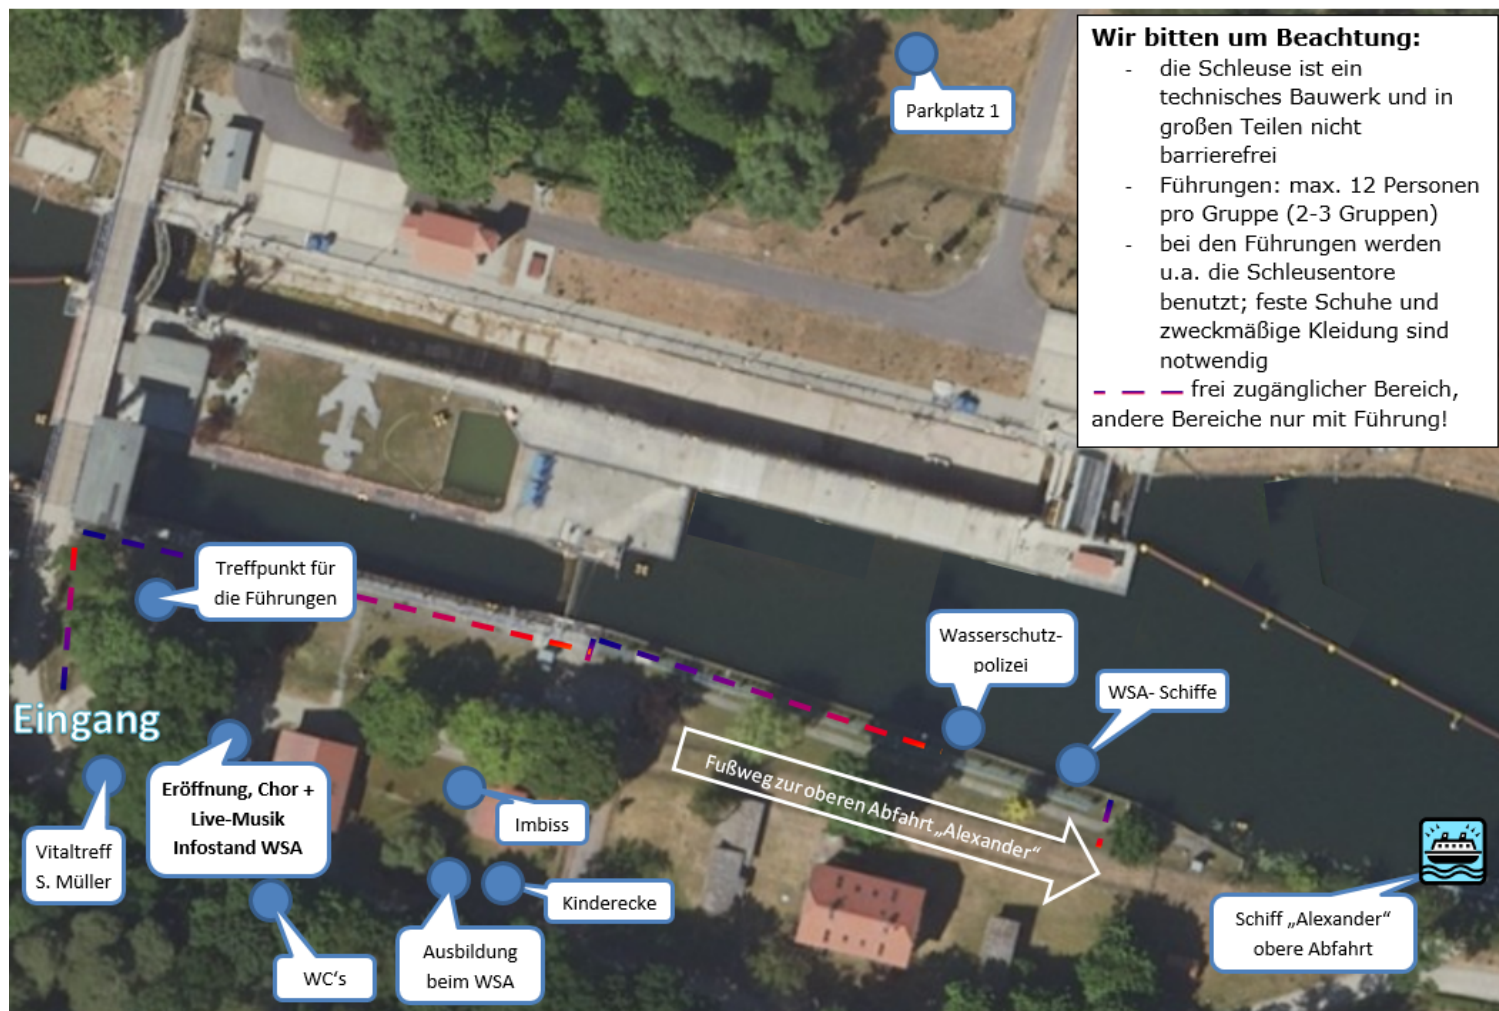 Wir bitten um Beachtung:
- die Schleuse ist ein
technisches Bauwerk und in
großen Teilen nicht
barrierefrei
- Führungen: max. 12 Personen
pro Gruppe (2-3 Gruppen)
- bei den Führungen werden
u.a. die Schleusentore
benutzt; feste Schuhe und
zweckmäßige Kleidung sind
notwendig
frei zugänglicher Bereich,
andere Bereiche nur mit Führung!
Parkplatz 1
Treffpunkt für
die Führungen
Wasserschutz-
polizei
WSA- Schiffe
Eingang
Fußweg zur oberen Abfahrt „Alexander“
Eröffnung, Chor +
Live-Musik
Infostand WSA
Imbiss
Vitaltreff
S. Müller
Kinderecke
Schiff „Alexander“
obere Abfahrt
Ausbildung
beim WSA
WC‘s